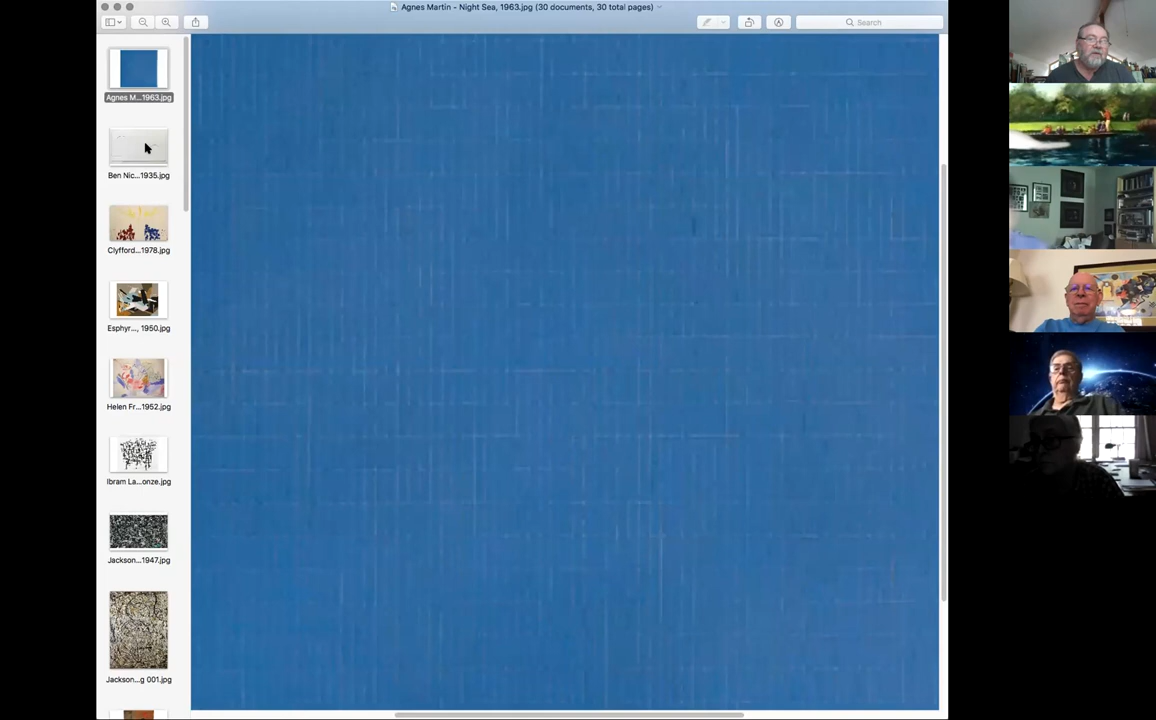 Agnes Martin - Night Sea, 1963.jpg (30 documents, 30 total pages)
Search
Agnes M...1963.jpg
Ben Nic...1935.jpg
Clyfford...1978.jpg
Esphyr..., 1950.jpg
Helen Fr...1952.jpg
Ibram La...onze.jpg
Jackson...1947.jpg
Jackson...g 001.jpg